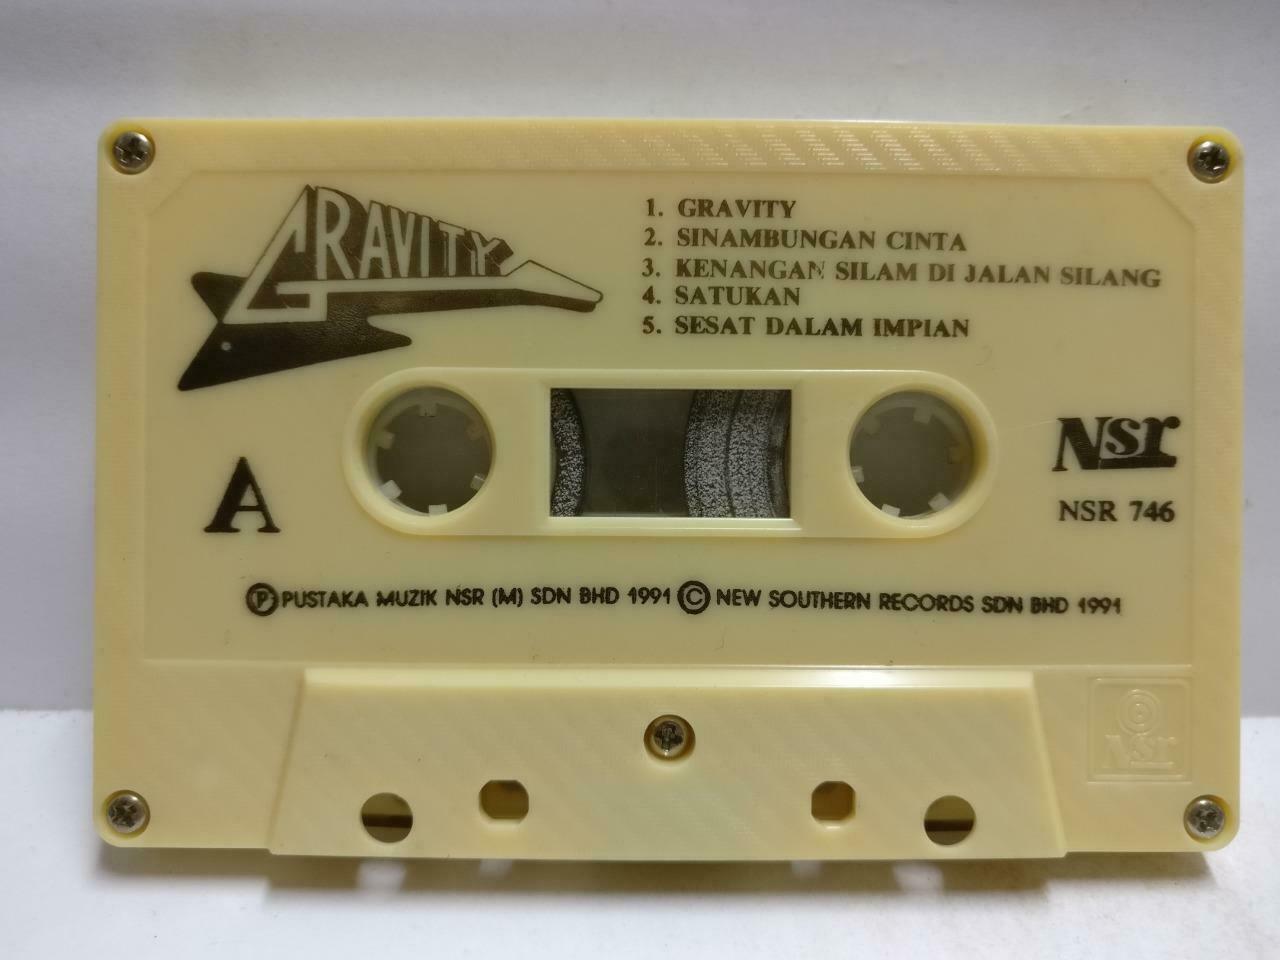 GRAVITY
1. GRAVITY
2. SINAMBUNGAN CINTA
3. KENANGAN SILAM DI JALAN SILANG
4. SATUKAN
5. SESAT DALAM IMPIAN
A
NSR
NSR 746
Ⓟ PUSTAKA MUZIK NSR (M) SDN BHD 1991 © NEW SOUTHERN RECORDS SDN BHD 1991
NSR